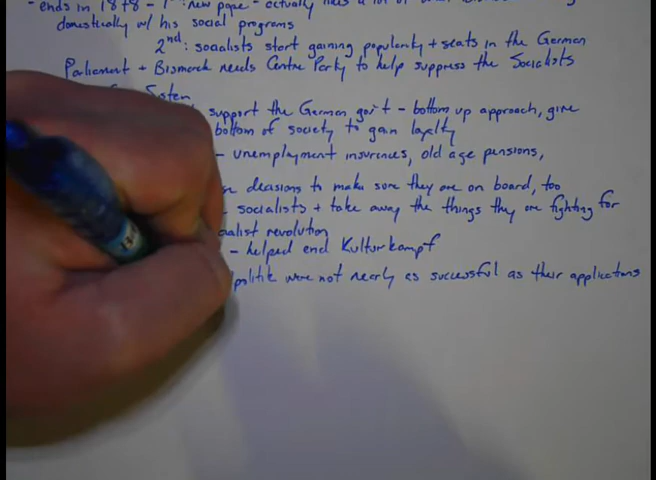 - ends in 1878 - 1st: new pope - actually has a lot of
domestically w/ his social programs
2nd: socialists start gaining popularity + seats in the German
Parliament + Bismarck needs Centre Party to help suppress the Socialists
System
support the German gov't - bottom up approach, give
bottom of society to gain loyalty
- unemployment insurences, old age pensions,
decisions to make sure they are on board, too
socialists + take away the things they are fighting for
alist revolution
- helped end Kulturkampf
politik were not nearly as successful as their applications